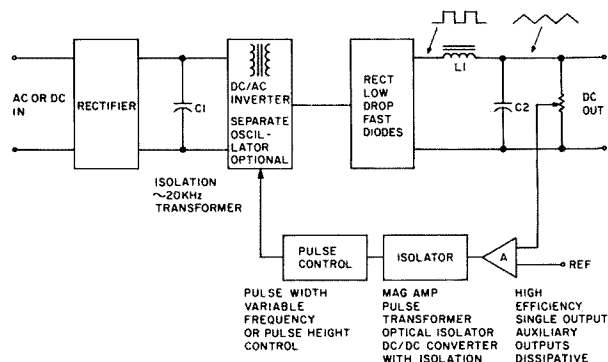 L1
AC OR DC
IN
RECTIFIER
C1
DC/AC
INVERTER
SEPARATE
OSCIL-
LATOR
OPTIONAL
RECT
LOW
DROP
FAST
DIODES
C2
DC
OUT
ISOLATION
~20KHz
TRANSFORMER
PULSE
CONTROL
ISOLATOR
A
REF
PULSE WIDTH
VARIABLE
FREQUENCY
OR PULSE HEIGHT
CONTROL
MAG AMP
PULSE
TRANSFORMER
OPTICAL ISOLATOR
DC/DC CONVERTER
WITH ISOLATION
HIGH
EFFICIENCY
SINGLE OUTPUT
AUXILIARY
OUTPUTS
DISSIPATIVE